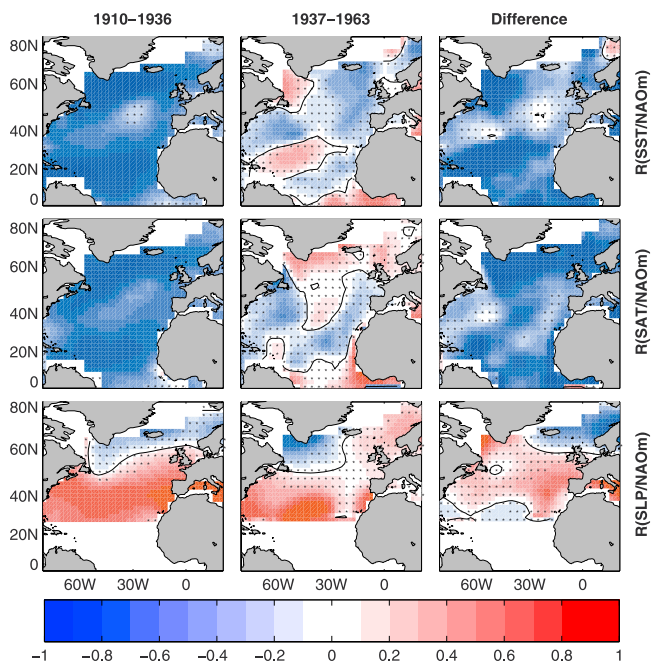 1910−1936 1937−1963 Difference
80N
60N
40N
20N
0
R(SST/NAOm)
80N
60N
40N
20N
0
R(SAT/NAOm)
80N
60N
40N
20N
0
R(SLP/NAOm)
60W 30W 0 60W 30W 0 60W 30W 0
−1 −0.8 −0.6 −0.4 −0.2 0 0.2 0.4 0.6 0.8 1